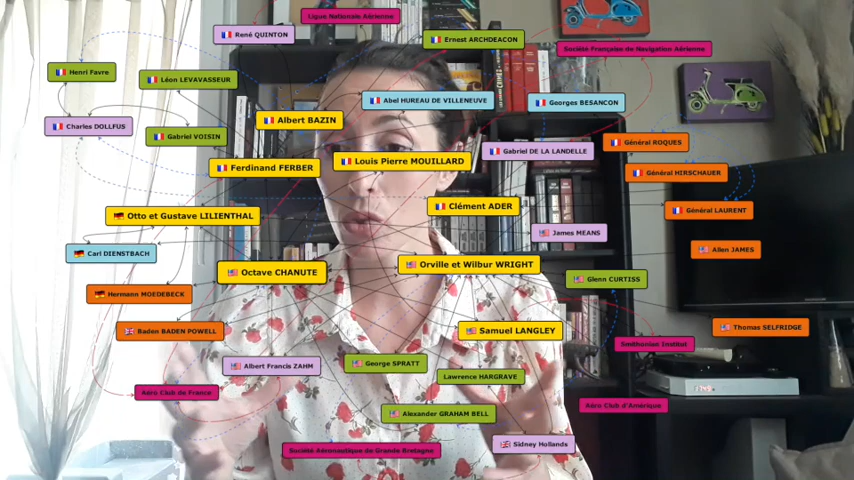 Ligue Nationale Aérienne
René QUINTON
Ernest ARCHDEACON
Société Française de Navigation Aérienne
Henri Favre
Léon LEVAVASSEUR
Abel HUREAU DE VILLENEUVE
Georges BESANCON
Albert BAZIN
Charles DOLLFUS
Gabriel VOISIN
Général ROQUES
Gabriel DE LA LANDELLE
Louis Pierre MOUILLARD
Ferdinand FERBER
Général HIRSCHAUER
Clément ADER
Général LAURENT
Otto et Gustave LILIENTHAL
James MEANS
Allen JAMES
Carl DIENSTBACH
Orville et Wilbur WRIGHT
Octave CHANUTE
Glenn CURTISS
Hermann MOEDEBECK
Thomas SELFRIDGE
Baden BADEN POWELL
Samuel LANGLEY
Smithonian Institut
George SPRATT
Albert Francis ZAHM
Lawrence HARGRAVE
Aéro Club de France
Aéro Club d'Amérique
Alexander GRAHAM BELL
Sidney Hollands
Société Aéronautique de Grande Bretagne